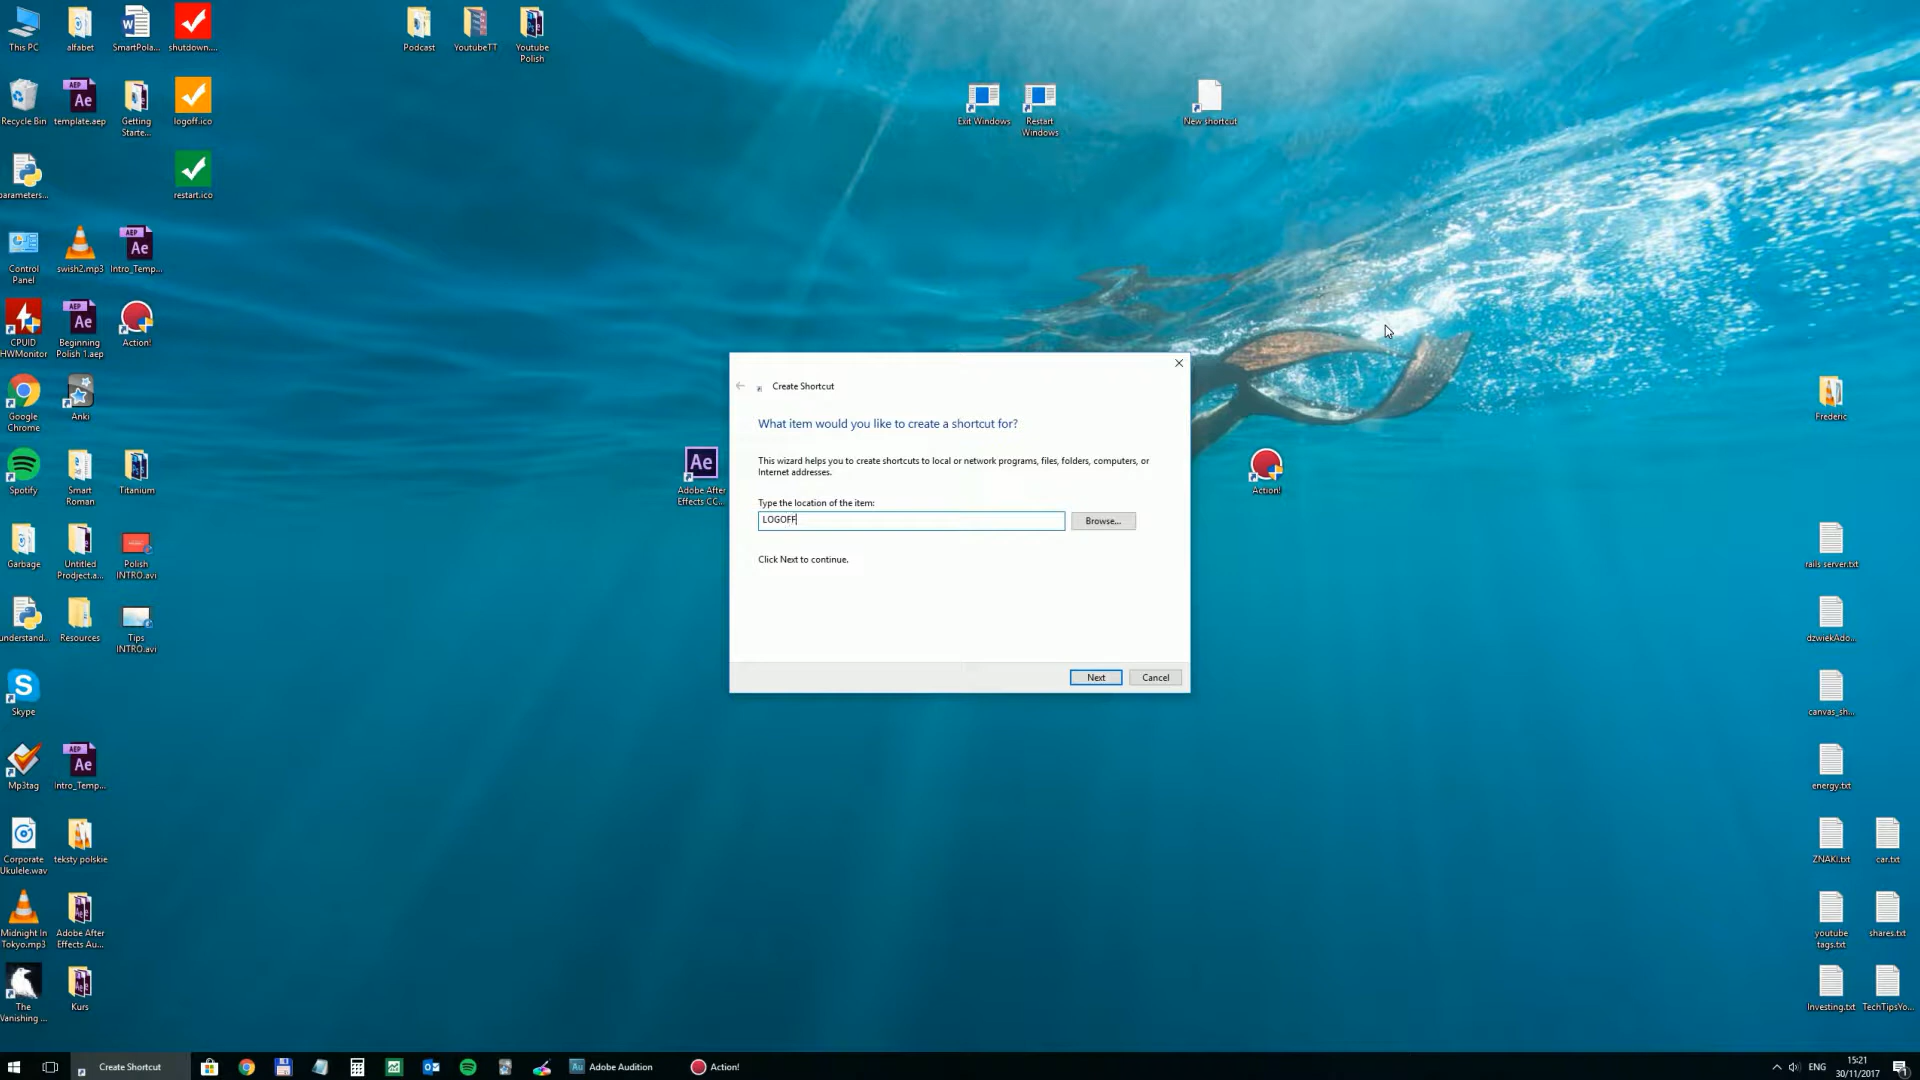 This PC
alfabet
SmartPola...
shutdown....
Podcast
YoutubeTT
Youtube
Polish
Recycle Bin
template.aep
Getting
Starte...
logoff.ico
Exit Windows
Restart
Windows
New shortcut
parameters...
restart.ico
Control
Panel
swish2.mp3
AEP
Ae
Intro_Temp...
CPUID
HWMonitor
Beginning
Polish 1.aep
Action!
Google
Chrome
Anki
Frederic
Create Shortcut
What item would you like to create a shortcut for?
This wizard helps you to create shortcuts to local or network programs, files, folders, computers, or
Internet addresses.
Type the location of the item:
LOGOFF
Browse...
Click Next to continue.
Next
Cancel
Spotify
Smart
Roman
Titanium
Ae
Adobe After
Effects CC...
Action!
Garbage
Untitled
Prodject.a...
Polish
INTRO.avi
rails server.txt
understand...
Resources
Tips
INTRO.avi
dzwiekAdo...
Skype
canvas_sh...
Mp3tag
AEP
Ae
Intro_Temp...
energy.txt
Corporate
Ukulele.wav
teksty polskie
ZNAKI.txt
car.txt
Midnight In
Tokyo.mp3
Adobe After
Effects Au...
youtube
tags.txt
shares.txt
The
Vanishing ...
Kurs
Investing.txt
TechTipsYo...
Create Shortcut
Au
Adobe Audition
Action!
ENG
15:21
30/11/2017